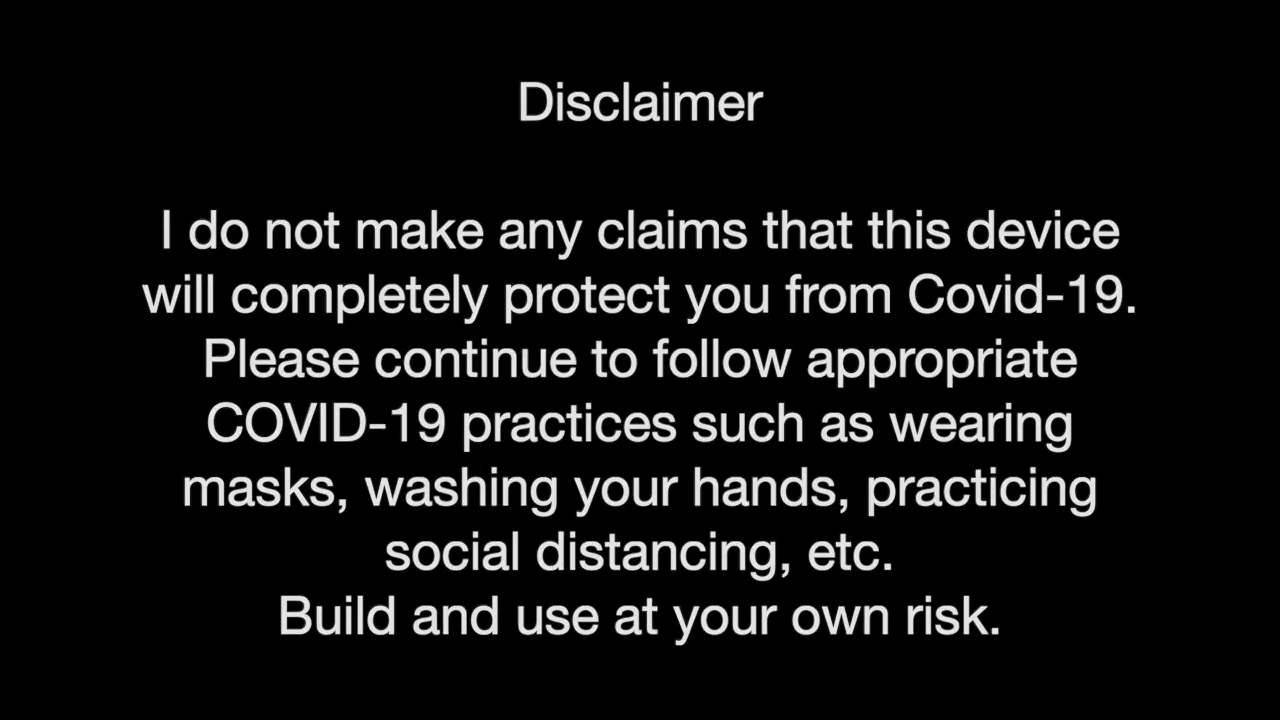 Disclaimer
I do not make any claims that this device
will completely protect you from Covid-19.
Please continue to follow appropriate
COVID-19 practices such as wearing
masks, washing your hands, practicing
social distancing, etc.
Build and use at your own risk.